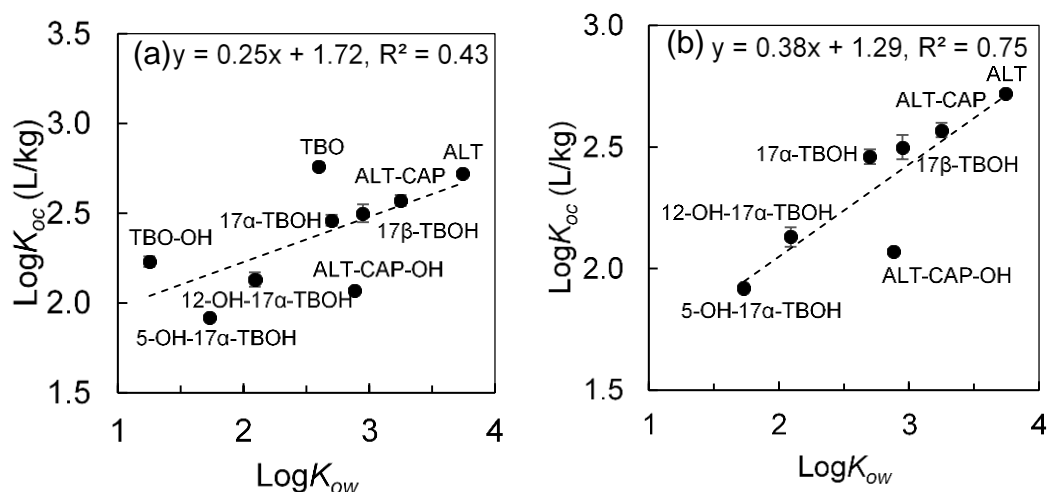 (a) y = 0.25x + 1.72, R² = 0.43
3.5
3.0
2.5
2.0
1.5
LogKoc (L/kg)
TBO
ALT
ALT-CAP
17α-TBOH
17β-TBOH
TBO-OH
ALT-CAP-OH
12-OH-17α-TBOH
5-OH-17α-TBOH
1 2 3 4
LogKow
(b) y = 0.38x + 1.29, R² = 0.75
3.0
2.5
2.0
1.5
LogKoc (L/kg)
ALT
ALT-CAP
17α-TBOH
17β-TBOH
12-OH-17α-TBOH
ALT-CAP-OH
5-OH-17α-TBOH
1 2 3 4
LogKow